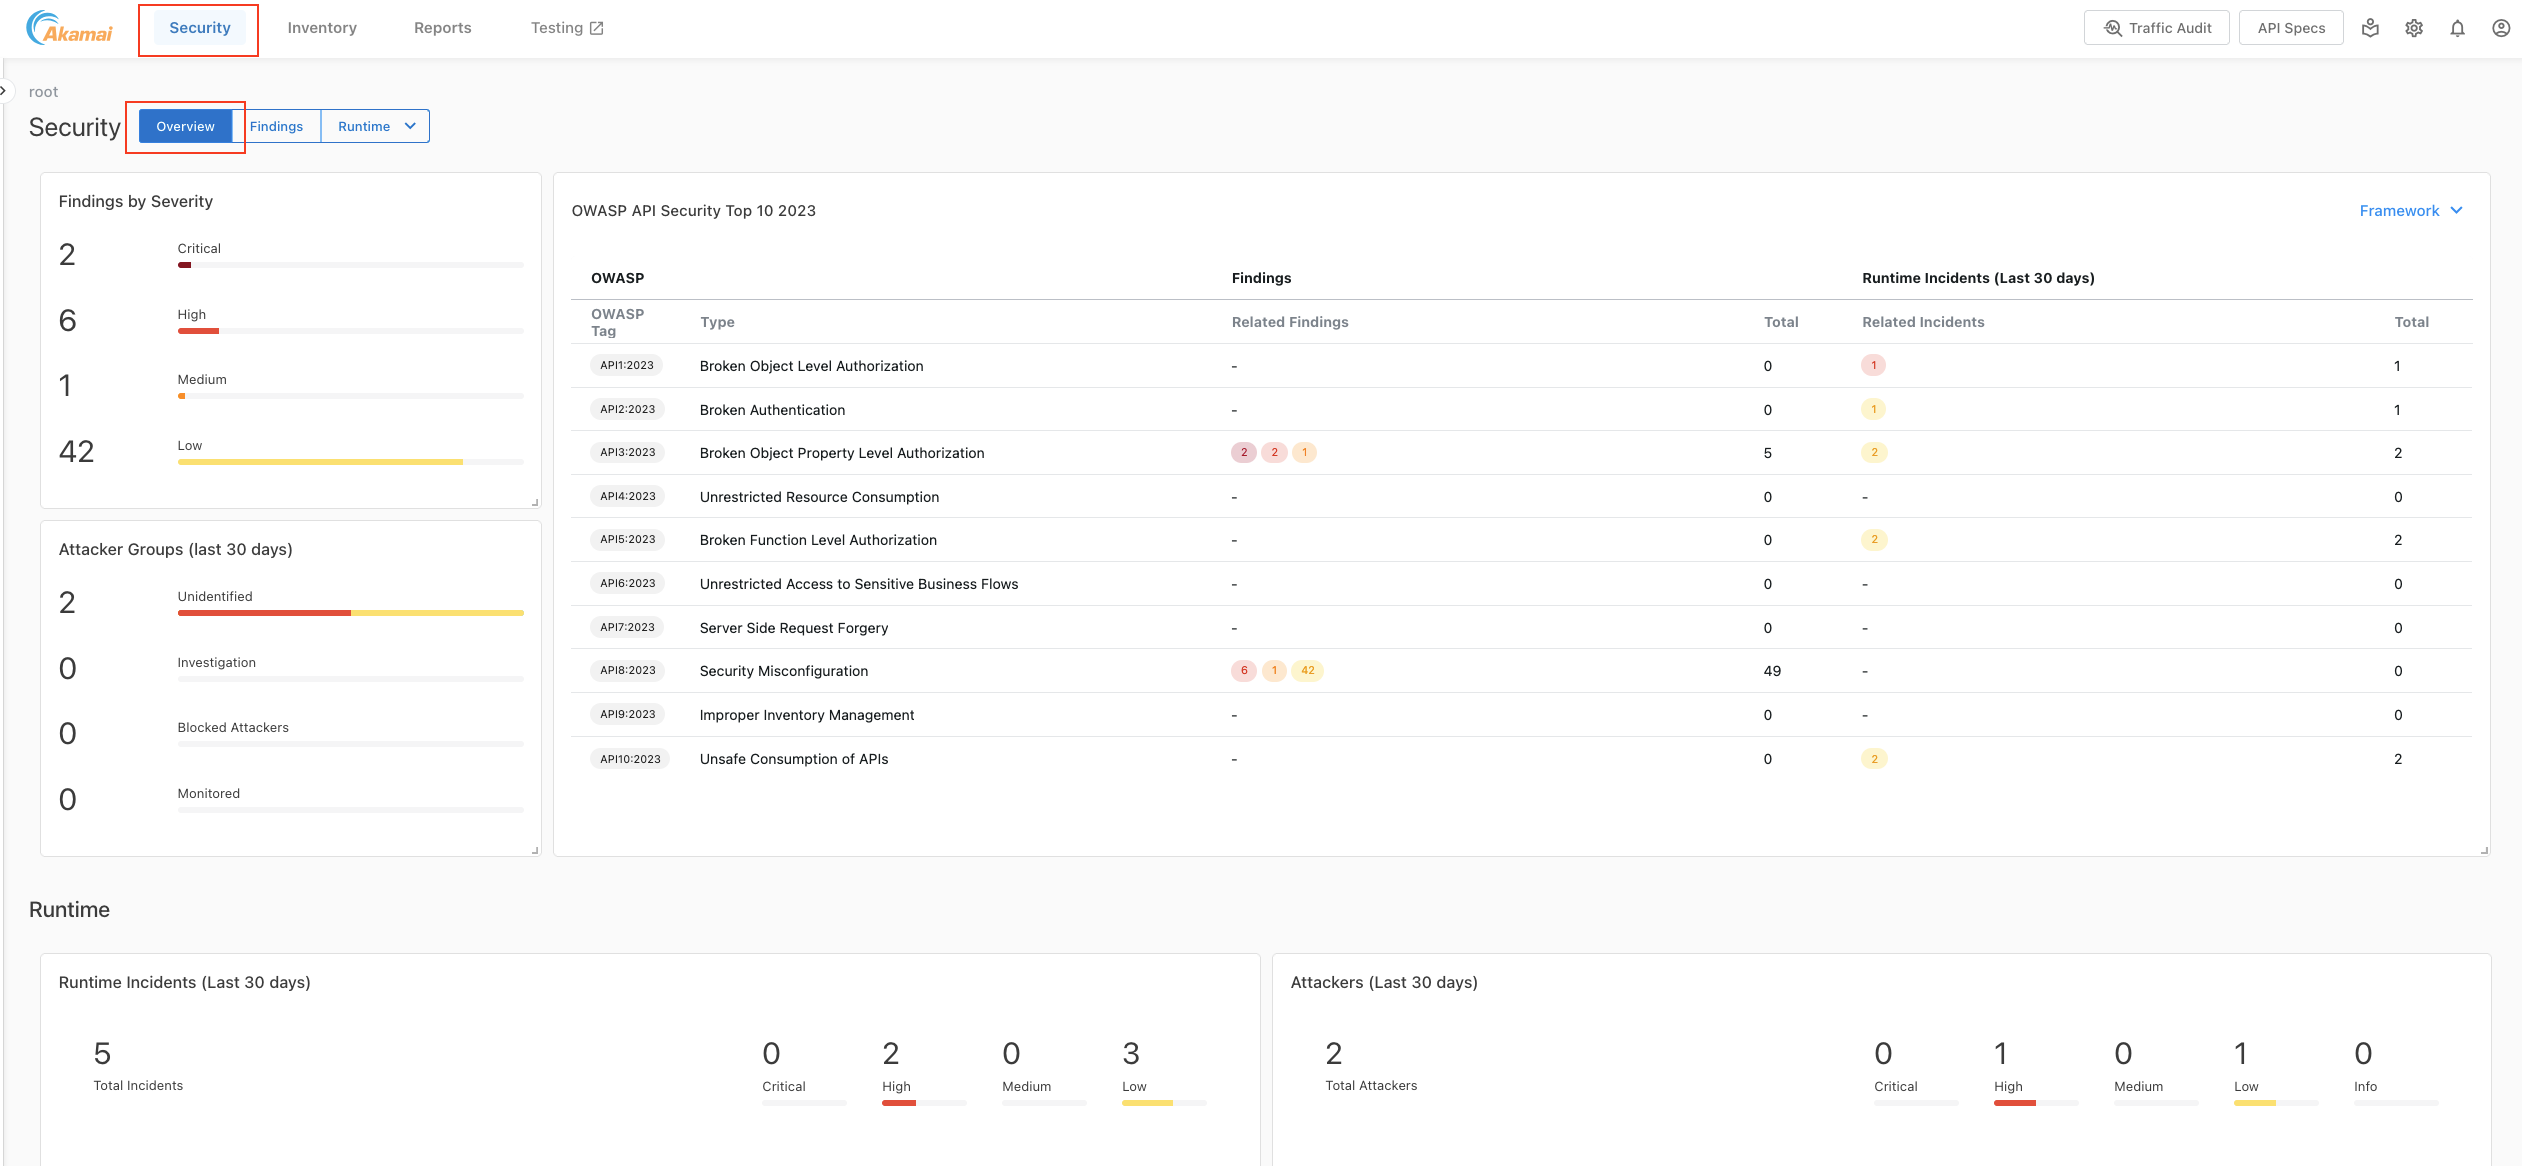 Akamai Security Inventory Reports Testing Traffic Audit API Specs
root
Security Overview Findings Runtime
Findings by Severity
2 Critical
6 High
1 Medium
42 Low
Attacker Groups (last 30 days)
2 Unidentified
0 Investigation
0 Blocked Attackers
0 Monitored
OWASP API Security Top 10 2023 Framework
OWASP Findings Runtime Incidents (Last 30 days)
OWASP Tag Type Related Findings Total Related Incidents Total
API1:2023 Broken Object Level Authorization - 0 1 1
API2:2023 Broken Authentication - 0 1 1
API3:2023 Broken Object Property Level Authorization 2 2 1 5 2 2
API4:2023 Unrestricted Resource Consumption - 0 - 0
API5:2023 Broken Function Level Authorization - 0 2 2
API6:2023 Unrestricted Access to Sensitive Business Flows - 0 - 0
API7:2023 Server Side Request Forgery - 0 - 0
API8:2023 Security Misconfiguration 6 1 42 49 - 0
API9:2023 Improper Inventory Management - 0 - 0
API10:2023 Unsafe Consumption of APIs - 0 2 2
Runtime
Runtime Incidents (Last 30 days)
5 0 2 0 3
Total Incidents Critical High Medium Low
Attackers (Last 30 days)
2 0 1 0 1 0
Total Attackers Critical High Medium Low Info